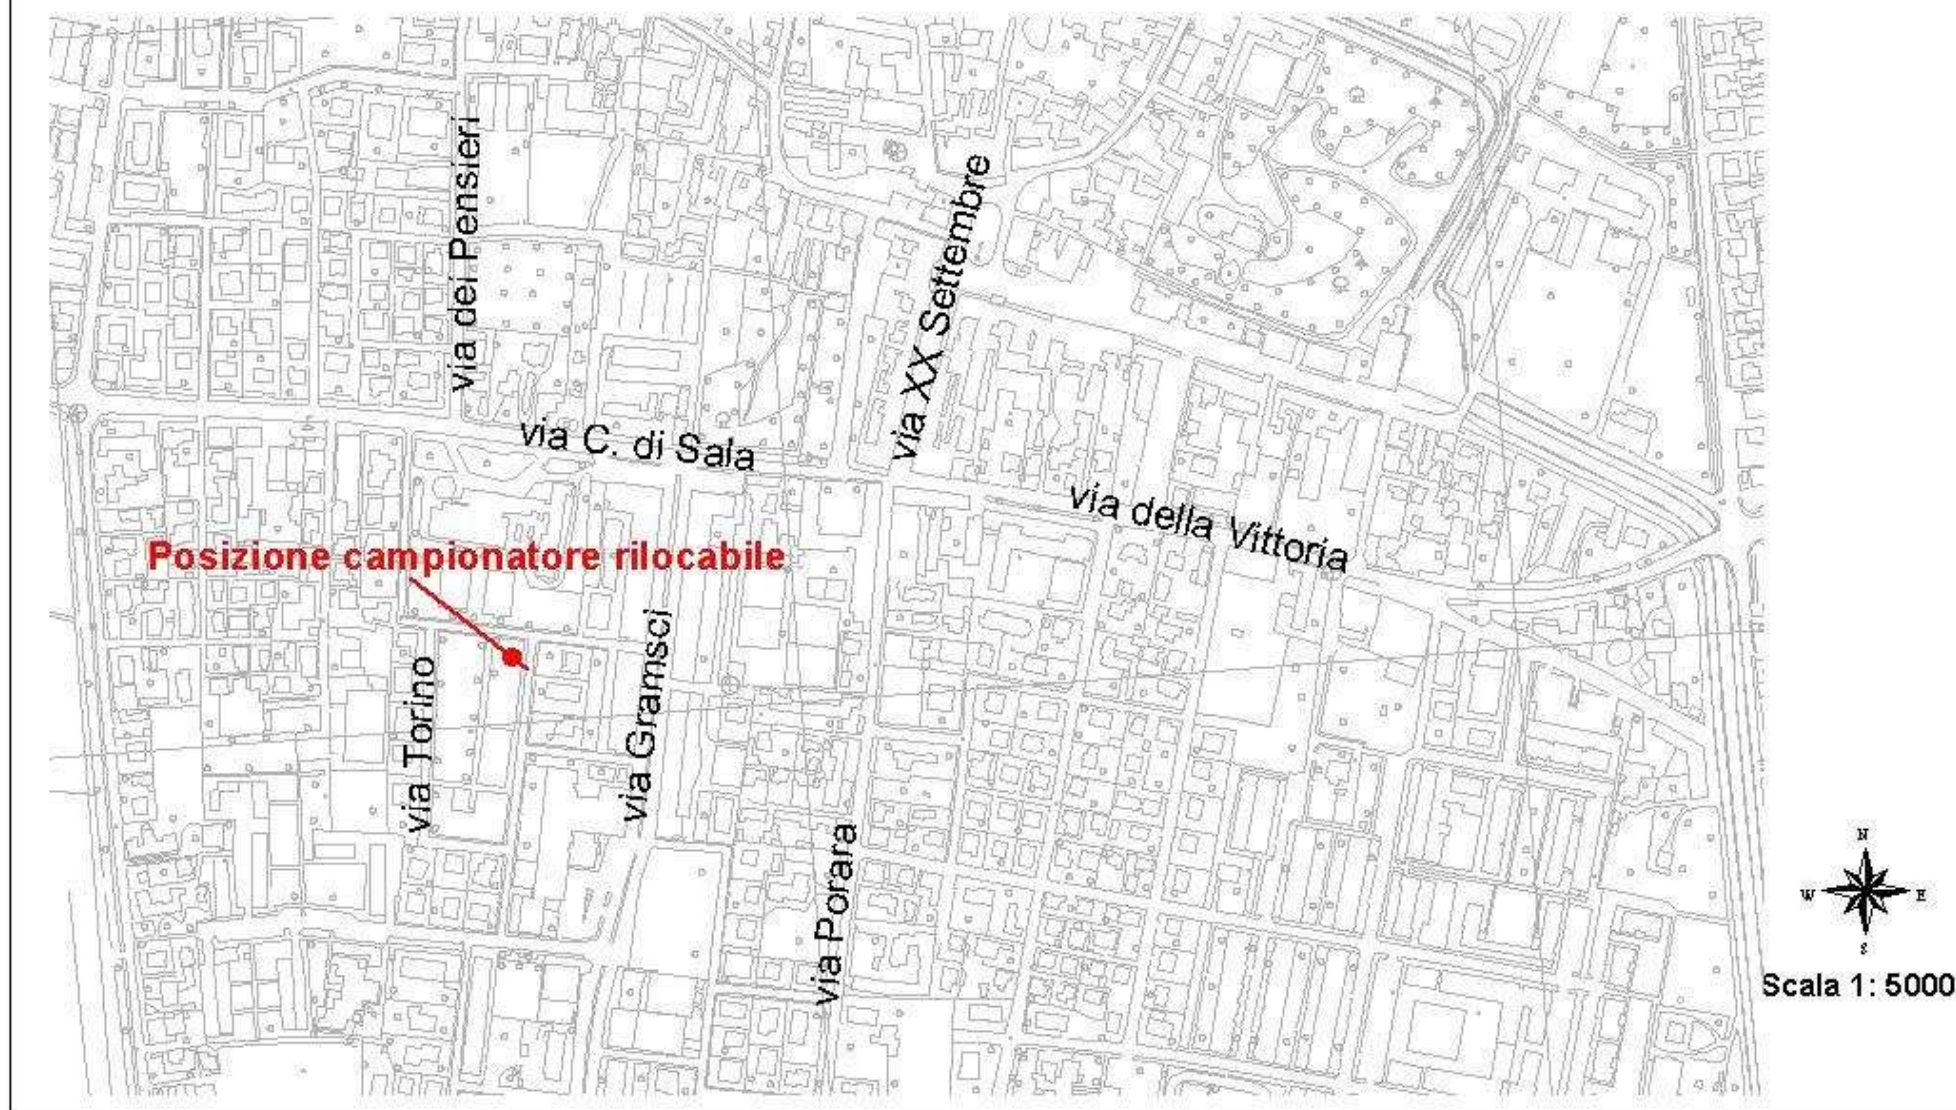 via dei Pensieri
via XX Settembre
via C. di Sala
via della Vittoria
Posizione campionatore rilocabile
via Torino
via Gramsci
via Porara
N
W E
S
Scala 1: 5000